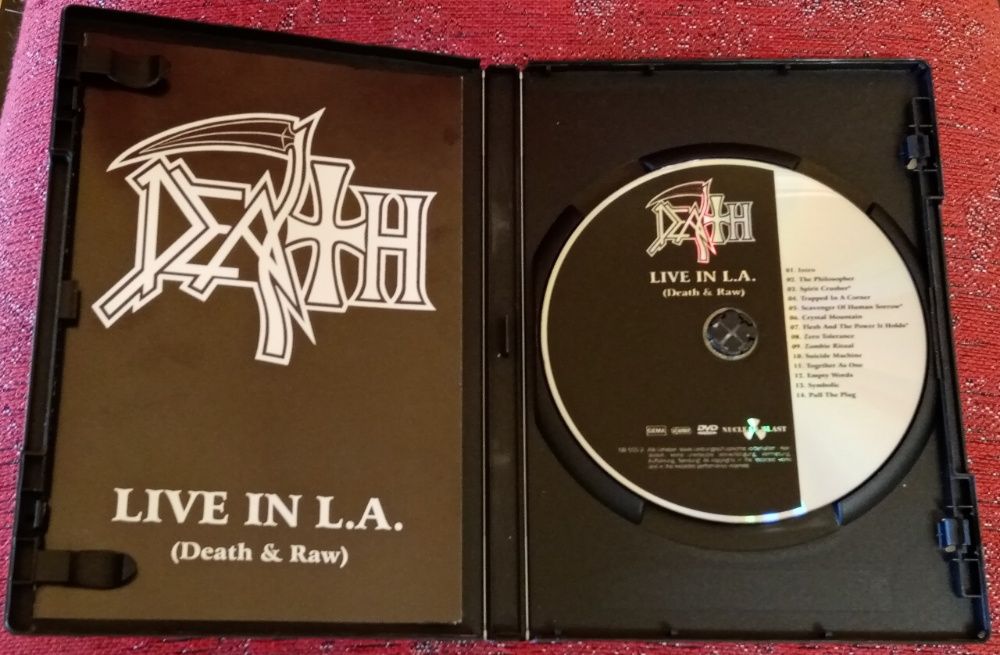 DEATH
LIVE IN L.A.
(Death & Raw)
DEATH
LIVE IN L.A.
(Death & Raw)
01. Intro
02. The Philosopher
03. Spirit Crusher*
04. Trapped In A Corner
05. Scavenger Of Human Sorrow*
06. Crystal Mountain
07. Flesh And The Power It Holds*
08. Zero Tolerance
09. Zombie Ritual
10. Suicide Machine
11. Together As One
12. Empty Words
13. Symbolic
14. Pull The Plug
GEMA
DVD
NUCLEAR BLAST